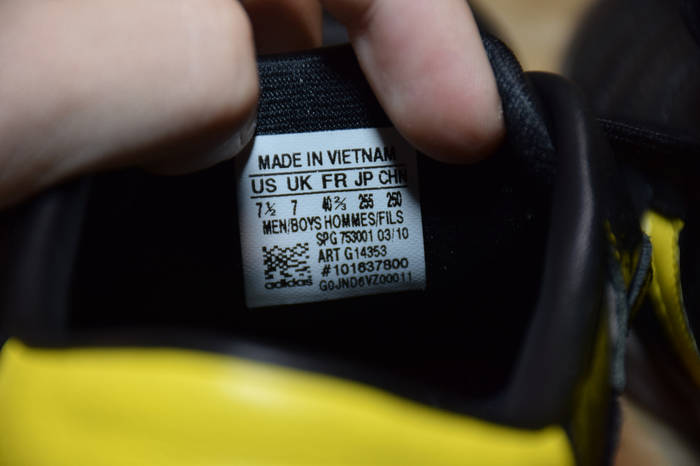 MADE IN VIETNAM
US UK FR JP CHN
7½ 7 40⅔ 255 250
MEN/BOYS HOMMES/FILS
SPG 753001 03/10
ART G14353
#101637800
adidas G0JND6VZ00011